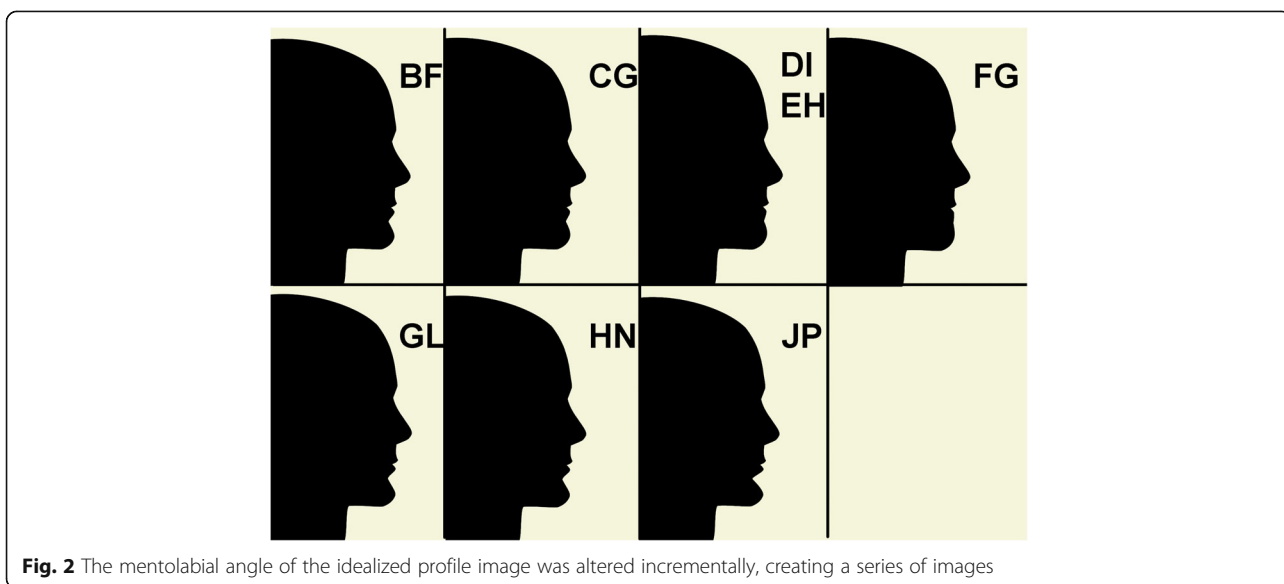 BF
CG
DI
EH
FG
GL
HN
JP
Fig. 2 The mentolabial angle of the idealized profile image was altered incrementally, creating a series of images